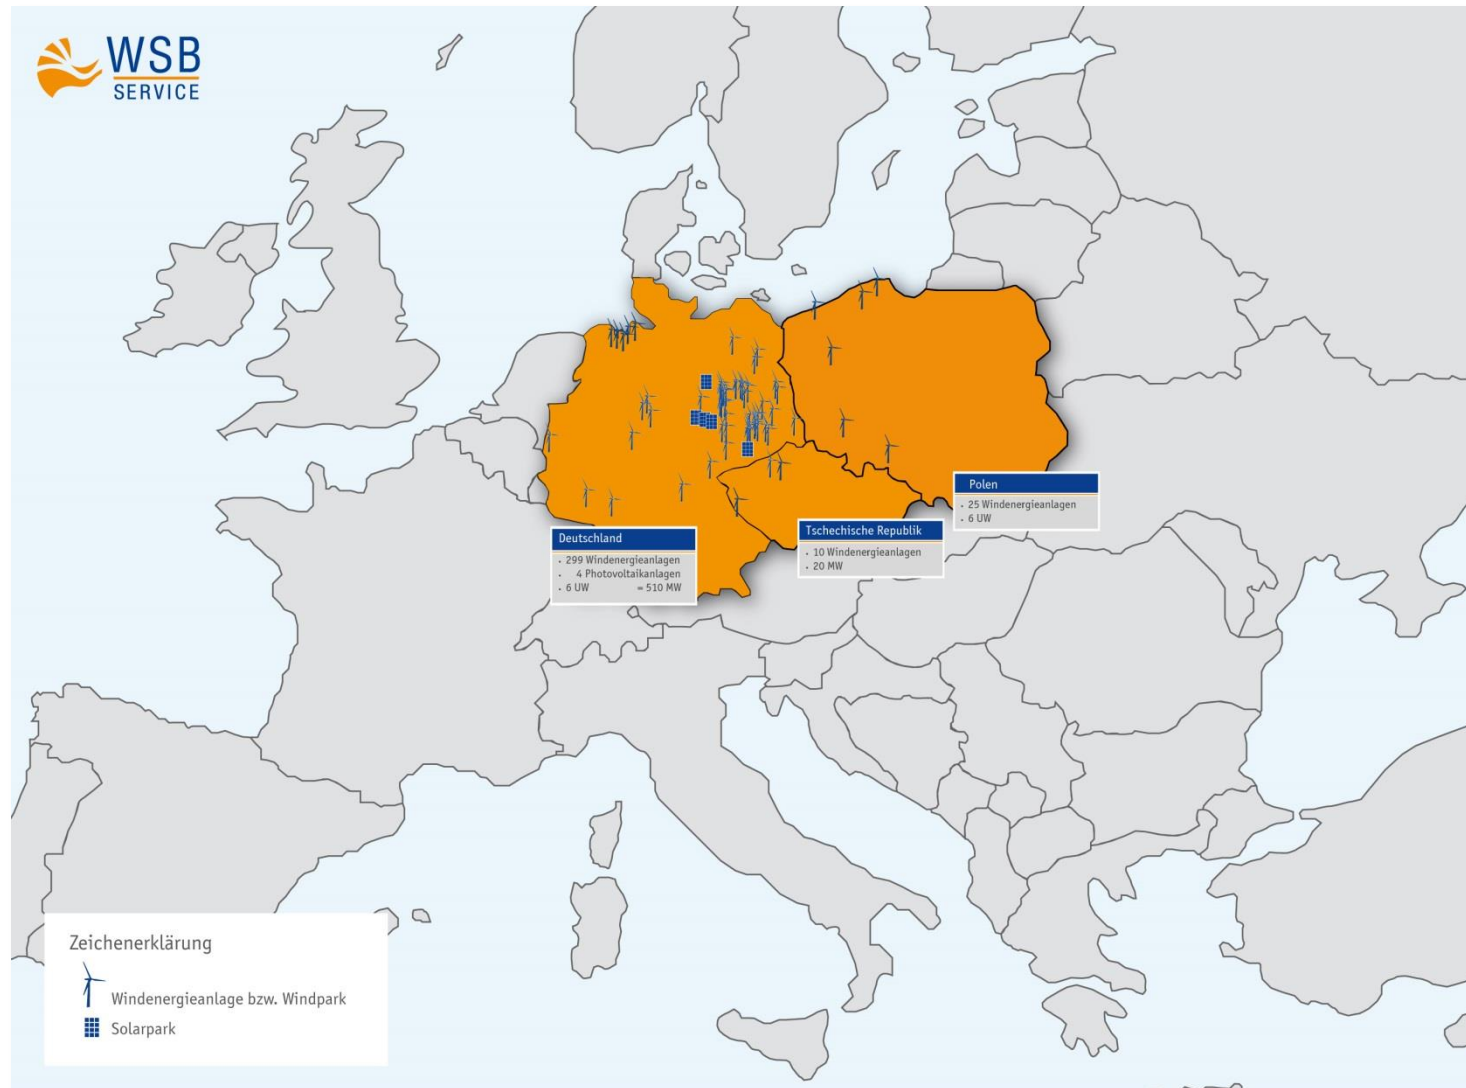 WSB
SERVICE
Polen
• 25 Windenergieanlagen
• 6 UW
Tschechische Republik
• 10 Windenergieanlagen
• 20 MW
Deutschland
• 299 Windenergieanlagen
• 4 Photovoltaikanlagen
• 6 UW = 510 MW
Zeichenerklärung
Windenergieanlage bzw. Windpark
Solarpark